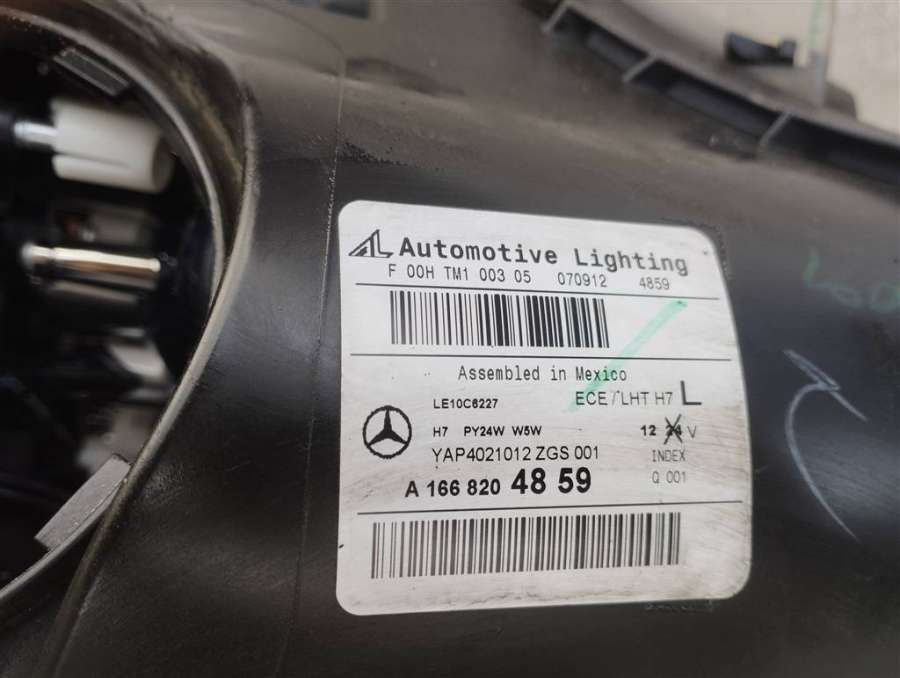 AL Automotive Lighting
F 00H TM1 003 05 070912 4859
Assembled in Mexico
LE10C6227 ECE/LHT H7 L
H7 PY24W W5W 12 24 V
YAP4021012 ZGS 001 INDEX
A 166 820 48 59 Q 001